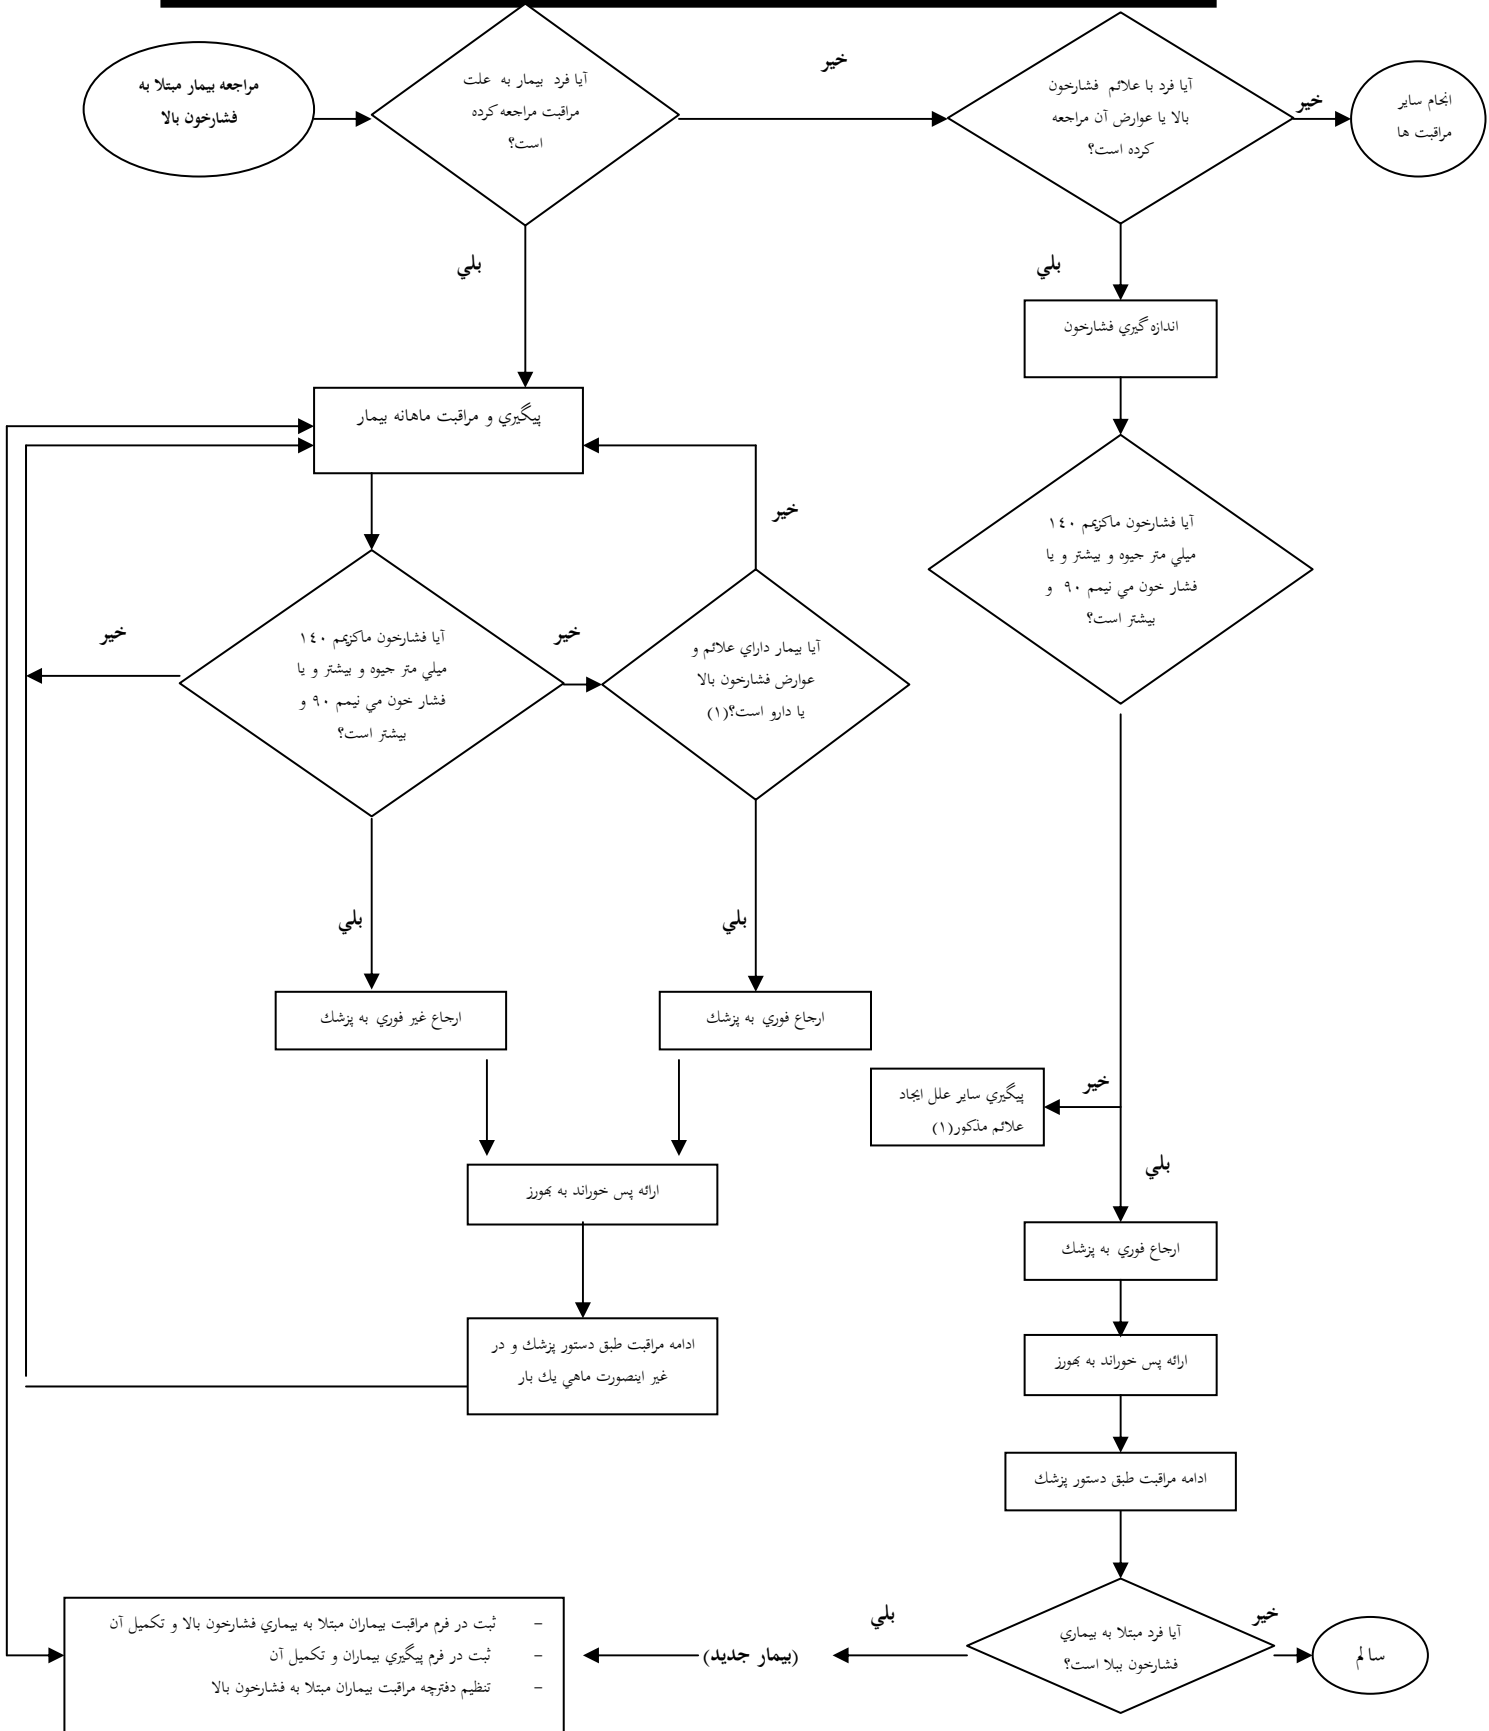 مراجعه بيمار مبتلا به
فشارخون بالا
آيا فرد بيمار به علت
مراقبت مراجعه كرده
است؟
خير
آيا فرد با علائم فشارخون
بالا يا عوارض آن مراجعه
كرده است؟
خير
انجام ساير
مراقبت ها
بلي
بلي
اندازه گيري فشارخون
پيگيري و مراقبت ماهانه بيمار
خير
آيا فشارخون ماكزيمم ١٤٠
ميلي متر جيوه و بيشتر و يا
فشار خون مي نيمم ٩٠ و
بيشتر است؟
خير
آيا فشارخون ماكزيمم ١٤٠
ميلي متر جيوه و بيشتر و يا
فشار خون مي نيمم ٩٠ و
بيشتر است؟
خير
آيا بيمار داراي علائم و
عوارض فشارخون بالا
يا دارو است؟(١)
بلي
بلي
ارجاع غير فوري به پزشك
ارجاع فوري به پزشك
خير
پيگيري ساير علل ايجاد
علائم مذكور(١)
بلي
ارائه پس خوراند به بهورز
ارجاع فوري به پزشك
ادامه مراقبت طبق دستور پزشك و در
غير اينصورت ماهي يك بار
ارائه پس خوراند به بهورز
ادامه مراقبت طبق دستور پزشك
آيا فرد مبتلا به بيماري
فشارخون ببلا است؟
خير
سالم
بلي
(بيمار جديد)
- ثبت در فرم مراقبت بيماران مبتلا به بيماري فشارخون بالا و تكميل آن
- ثبت در فرم پيگيري بيماران و تكميل آن
- تنظيم دفترچه مراقبت بيماران مبتلا به فشارخون بالا